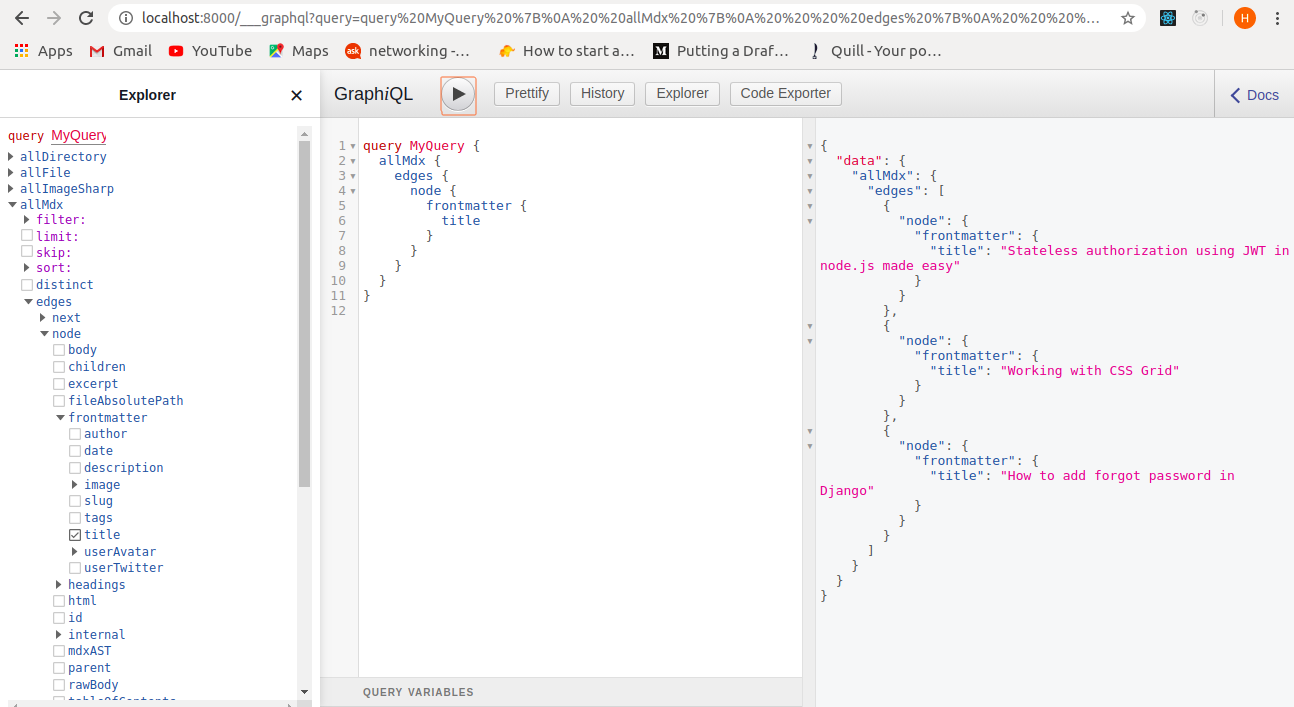 localhost:8000/___graphql?query=query%20MyQuery%20%7B%0A%20%20allMdx%20%7B%0A%20%20%20%20edges%20%7B%0A%20%20%20%...
H
Apps Gmail YouTube Maps ask networking -... How to start a... M Putting a Draf... Quill - Your po...
Explorer ✕
query MyQuery
allDirectory
allFile
allImageSharp
allMdx
filter:
limit:
skip:
sort:
distinct
edges
next
node
body
children
excerpt
fileAbsolutePath
frontmatter
author
date
description
image
slug
tags
title
userAvatar
userTwitter
headings
html
id
internal
mdxAST
parent
rawBody
tableOfContents
GraphiQL Prettify History Explorer Code Exporter Docs
1 query MyQuery {
2 allMdx {
3 edges {
4 node {
5 frontmatter {
6 title
7 }
8 }
9 }
10 }
11 }
12
QUERY VARIABLES
{
"data": {
"allMdx": {
"edges": [
{
"node": {
"frontmatter": {
"title": "Stateless authorization using JWT in
node.js made easy"
}
}
},
{
"node": {
"frontmatter": {
"title": "Working with CSS Grid"
}
}
},
{
"node": {
"frontmatter": {
"title": "How to add forgot password in
Django"
}
}
}
]
}
}
}